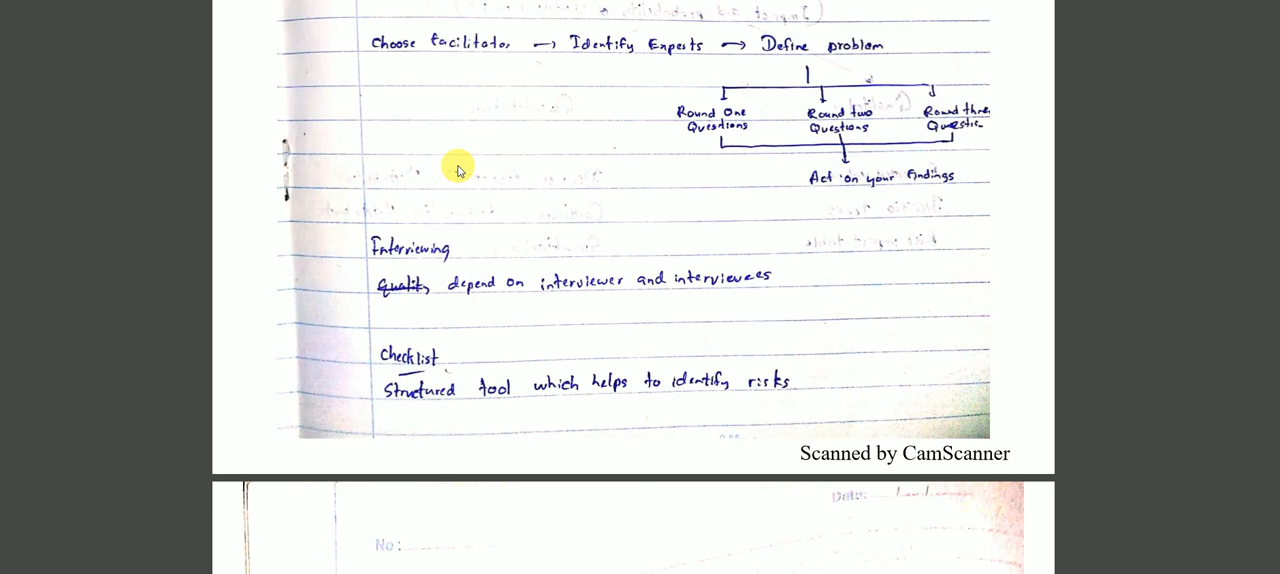 Choose facilitator → Identify Experts → Define problem
Round One Round two Round three
Questions Questions
Act on your findings
Interviewing
Quality depend on interviewer and interviewees
Checklist
Structured tool which helps to identify risks
Scanned by CamScanner
Date:
No: